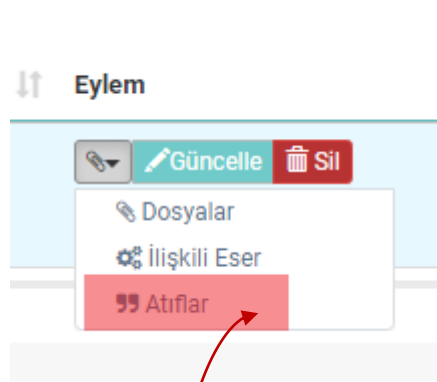 Eylem
Güncelle Sil
Dosyalar
İlişkili Eser
Atıflar